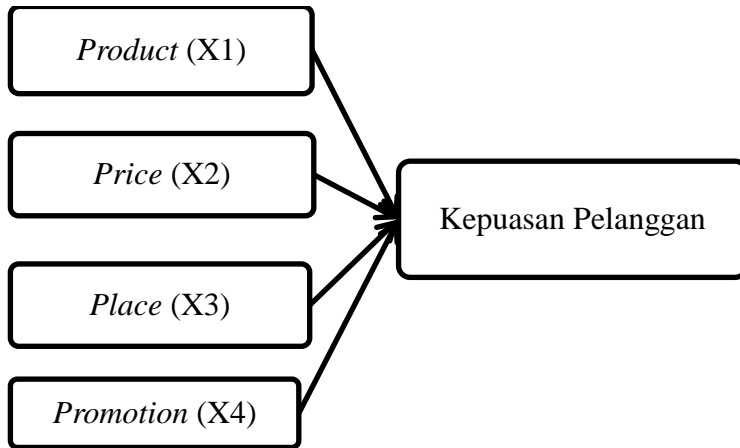 Product (X1)
Price (X2)
Kepuasan Pelanggan
Place (X3)
Promotion (X4)